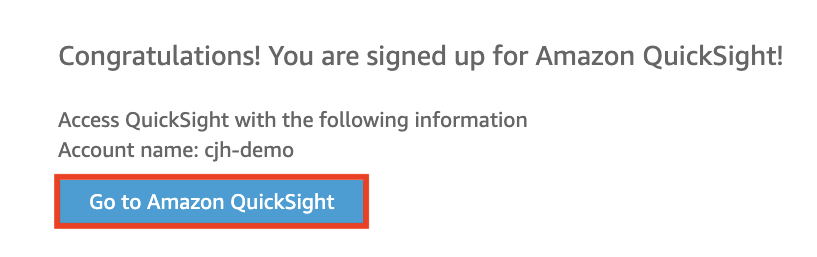 Congratulations! You are signed up for Amazon QuickSight!
Access QuickSight with the following information
Account name: cjh-demo
Go to Amazon QuickSight